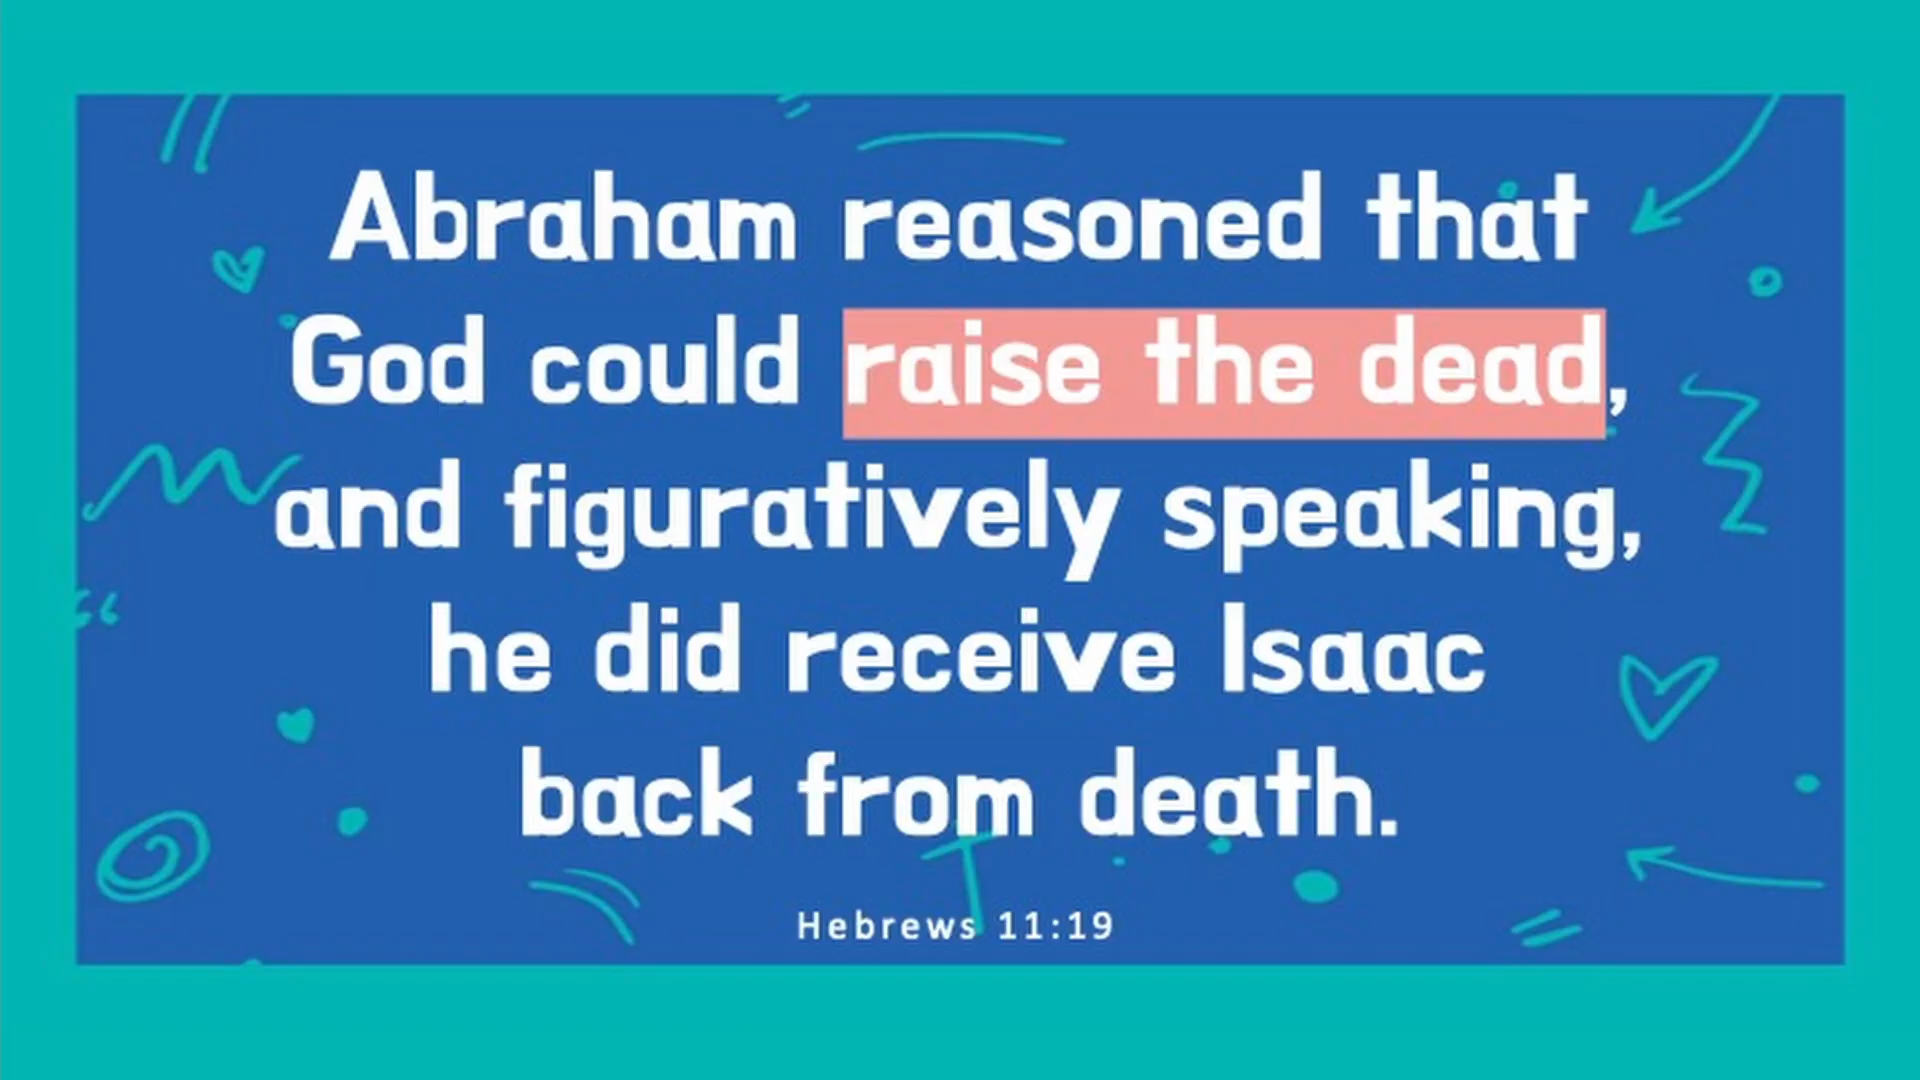 Abraham reasoned that
God could raise the dead,
and figuratively speaking,
he did receive Isaac
back from death.
Hebrews 11:19